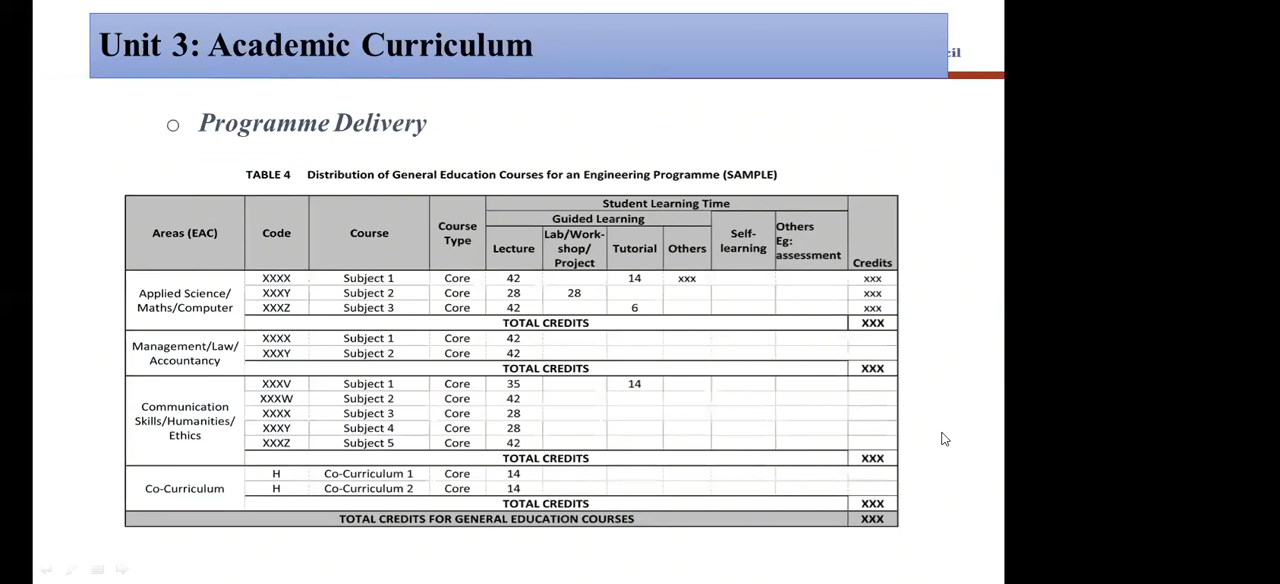 Unit 3: Academic Curriculum
cil
○ Programme Delivery
TABLE 4 Distribution of General Education Courses for an Engineering Programme (SAMPLE)
Areas (EAC) Code Course Course Type Student Learning Time Credits
Guided Learning Self-learning Others Eg: assessment
Lecture Lab/Work-shop/Project Tutorial Others
Applied Science/Maths/Computer
XXXX Subject 1 Core 42 14 xxx xxx
XXXY Subject 2 Core 28 28 xxx
XXXZ Subject 3 Core 42 6 xxx
TOTAL CREDITS XXX
Management/Law/Accountancy
XXXX Subject 1 Core 42
XXXY Subject 2 Core 42
TOTAL CREDITS XXX
Communication Skills/Humanities/Ethics
XXXV Subject 1 Core 35 14
XXXW Subject 2 Core 42
XXXX Subject 3 Core 28
XXXY Subject 4 Core 28
XXXZ Subject 5 Core 42
TOTAL CREDITS XXX
Co-Curriculum
H Co-Curriculum 1 Core 14
H Co-Curriculum 2 Core 14
TOTAL CREDITS XXX
TOTAL CREDITS FOR GENERAL EDUCATION COURSES XXX